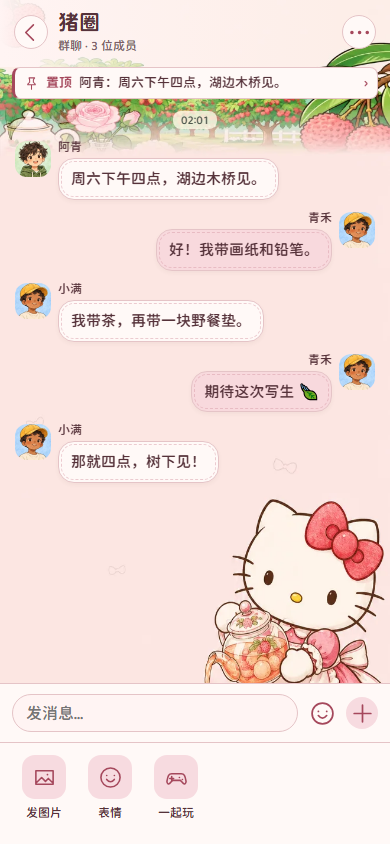 猪圈
群聊 · 3 位成员
置顶 阿青：周六下午四点，湖边木桥见。
02:01
阿青
周六下午四点，湖边木桥见。
青禾
好！我带画纸和铅笔。
小满
我带茶，再带一块野餐垫。
青禾
期待这次写生
小满
那就四点，树下见！
发消息…
发图片
表情
一起玩